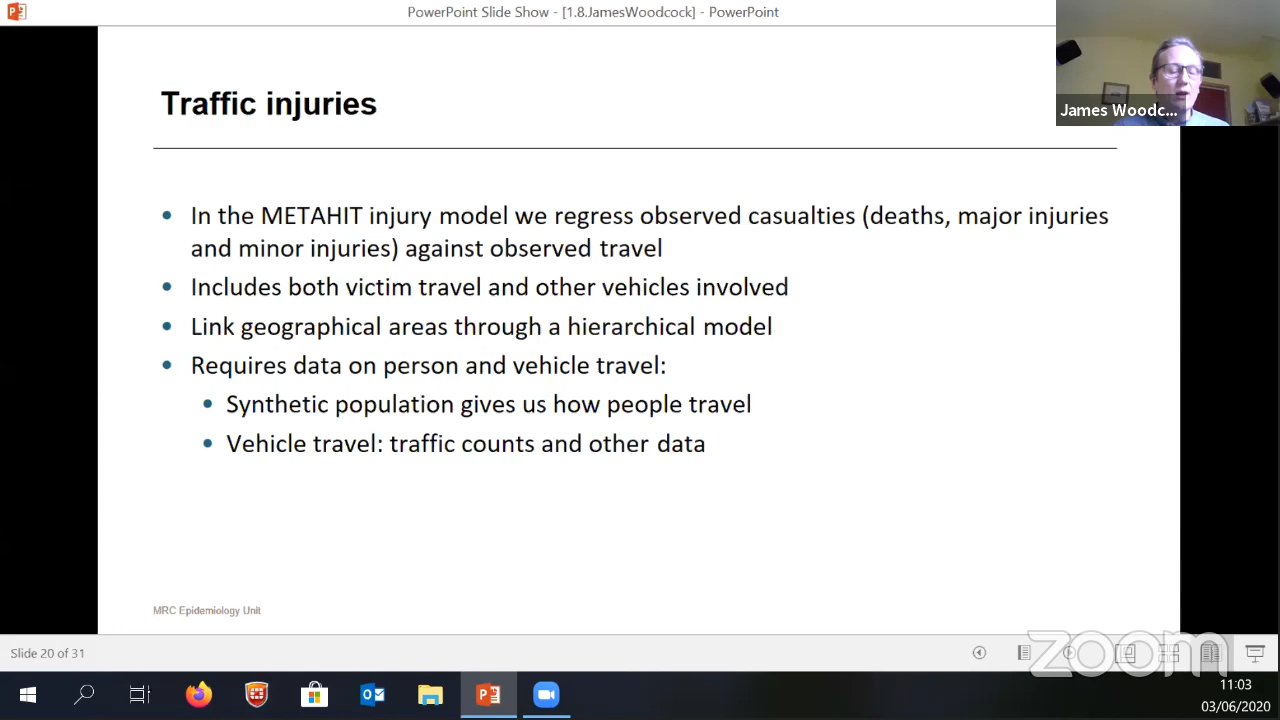 PowerPoint Slide Show - [1.8.JamesWoodcock] - PowerPoint
James Woodc...
Traffic injuries
• In the METAHIT injury model we regress observed casualties (deaths, major injuries
and minor injuries) against observed travel
• Includes both victim travel and other vehicles involved
• Link geographical areas through a hierarchical model
• Requires data on person and vehicle travel:
• Synthetic population gives us how people travel
• Vehicle travel: traffic counts and other data
MRC Epidemiology Unit
Slide 20 of 31
zoom
11:03
03/06/2020